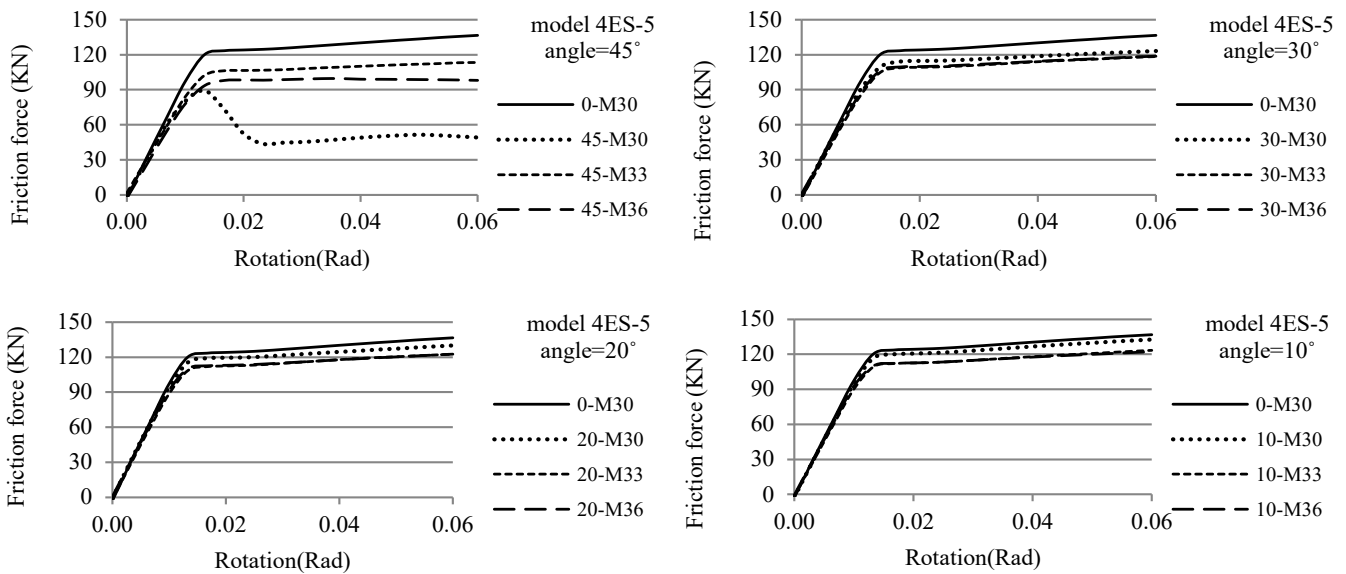 model 4ES-5
angle=45˚
Friction force (KN)
150
120
90
60
30
0
0.00 0.02 0.04 0.06
Rotation(Rad)
0-M30
45-M30
45-M33
45-M36
model 4ES-5
angle=30˚
Friction force (KN)
150
120
90
60
30
0
0.00 0.02 0.04 0.06
Rotation(Rad)
0-M30
30-M30
30-M33
30-M36
model 4ES-5
angle=20˚
Friction force (KN)
150
120
90
60
30
0
0.00 0.02 0.04 0.06
Rotation(Rad)
0-M30
20-M30
20-M33
20-M36
model 4ES-5
angle=10˚
Friction force (KN)
150
120
90
60
30
0
0.00 0.02 0.04 0.06
Rotation(Rad)
0-M30
10-M30
10-M33
10-M36